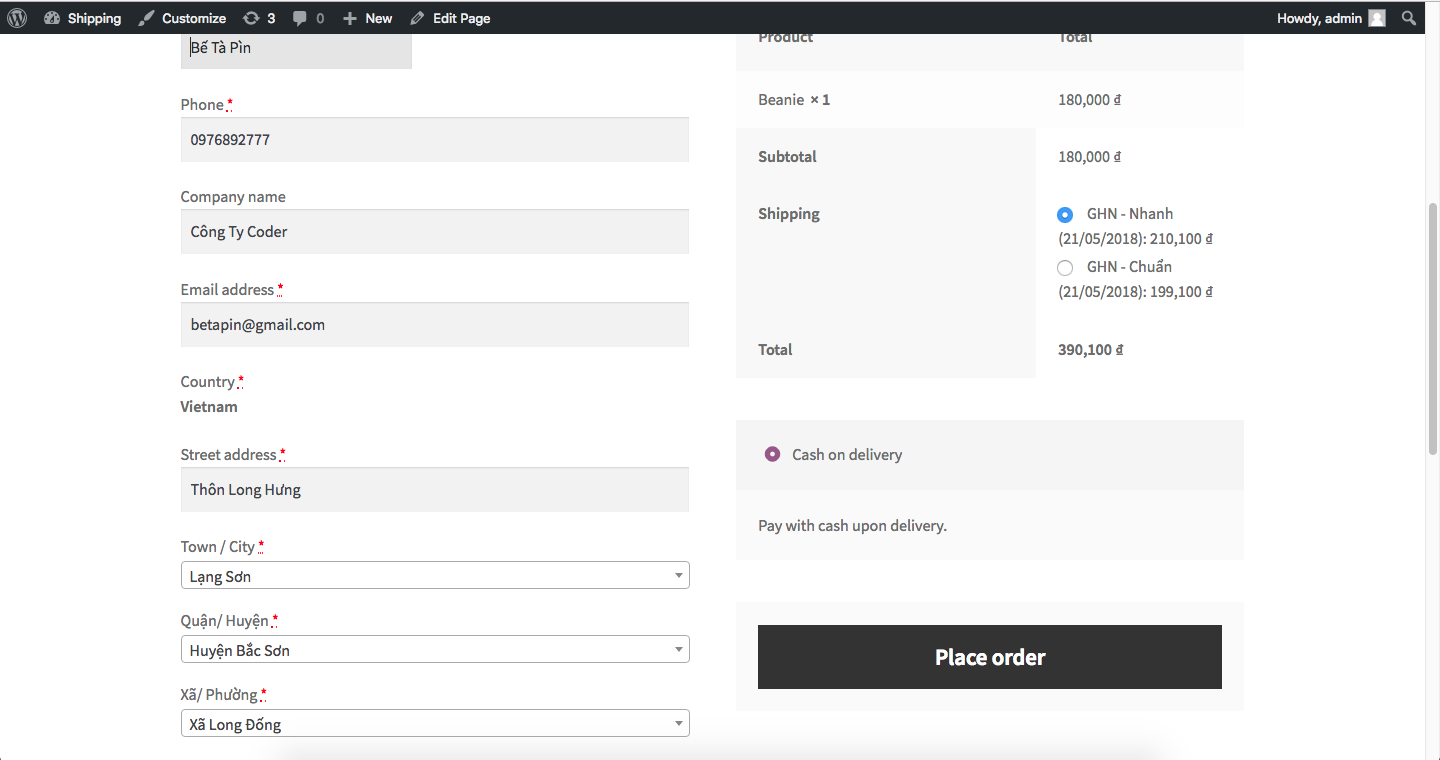 Shipping Customize 3 0 New Edit Page Howdy, admin
Bế Tà Pìn
Phone *
0976892777
Company name
Công Ty Coder
Email address *
betapin@gmail.com
Country *
Vietnam
Street address *
Thôn Long Hưng
Town / City *
Lạng Sơn
Quận/ Huyện *
Huyện Bắc Sơn
Xã/ Phường *
Xã Long Đống
Product Total
Beanie × 1 180,000 ₫
Subtotal 180,000 ₫
Shipping GHN - Nhanh
(21/05/2018): 210,100 ₫
GHN - Chuẩn
(21/05/2018): 199,100 ₫
Total 390,100 ₫
Cash on delivery
Pay with cash upon delivery.
Place order